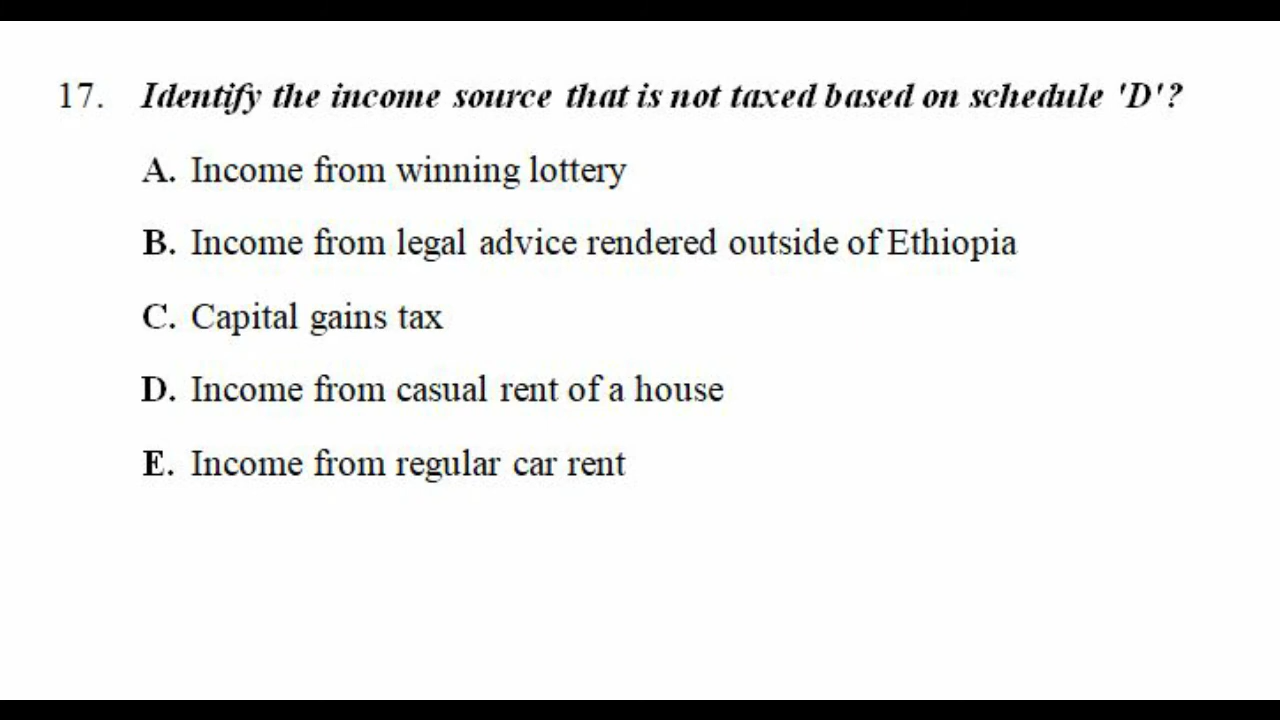 17. Identify the income source that is not taxed based on schedule 'D'?
A. Income from winning lottery
B. Income from legal advice rendered outside of Ethiopia
C. Capital gains tax
D. Income from casual rent of a house
E. Income from regular car rent